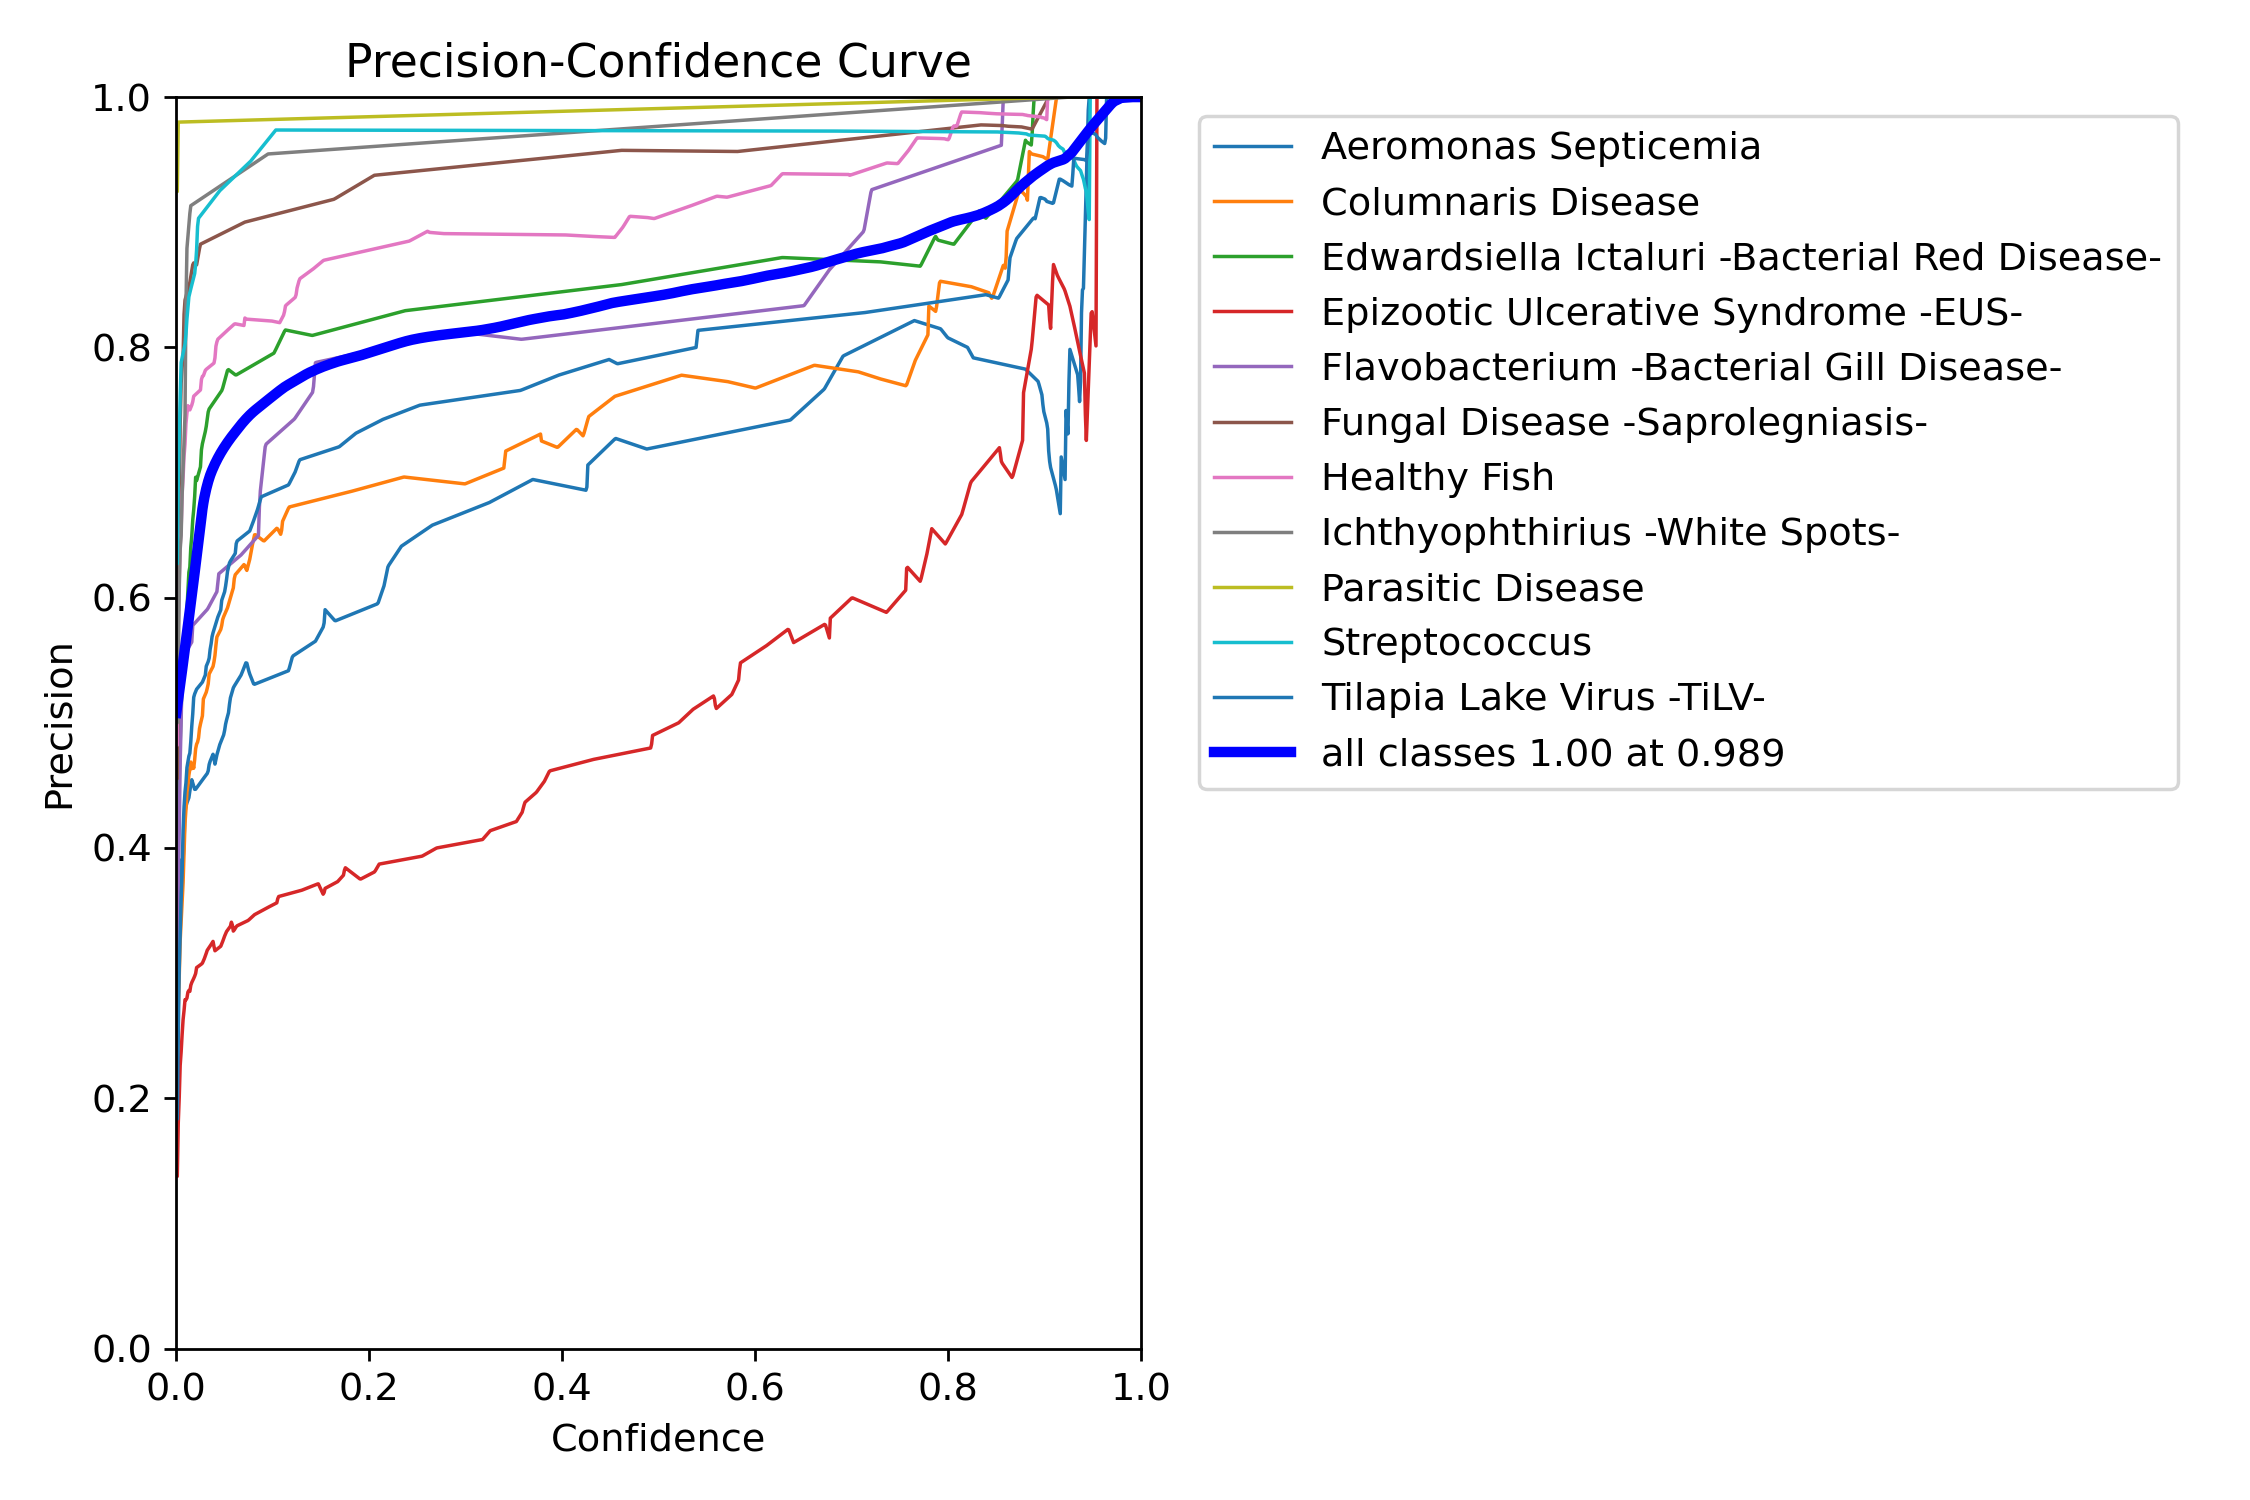 Precision-Confidence Curve
1.0
0.8
0.6
0.4
0.2
0.0
Precision
0.0 0.2 0.4 0.6 0.8 1.0
Confidence
Aeromonas Septicemia
Columnaris Disease
Edwardsiella Ictaluri -Bacterial Red Disease-
Epizootic Ulcerative Syndrome -EUS-
Flavobacterium -Bacterial Gill Disease-
Fungal Disease -Saprolegniasis-
Healthy Fish
Ichthyophthirius -White Spots-
Parasitic Disease
Streptococcus
Tilapia Lake Virus -TiLV-
all classes 1.00 at 0.989